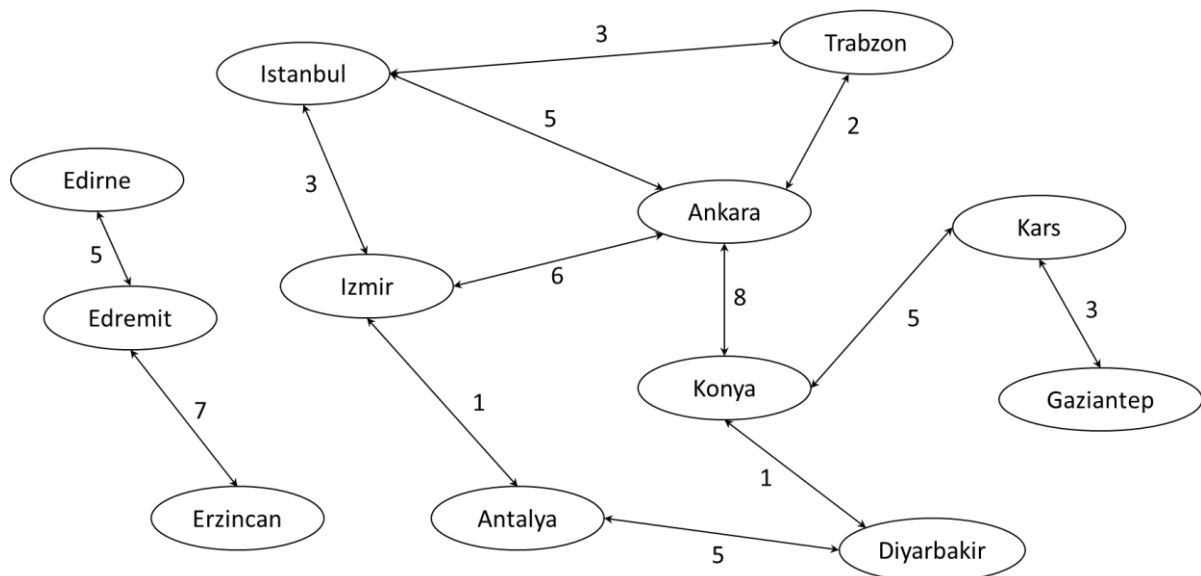 3
Trabzon
Istanbul
5
2
Edirne
3
Ankara
Kars
5
Izmir
6
Edremit
8
5
3
Konya
Gaziantep
1
7
1
Erzincan
Antalya
5
Diyarbakir